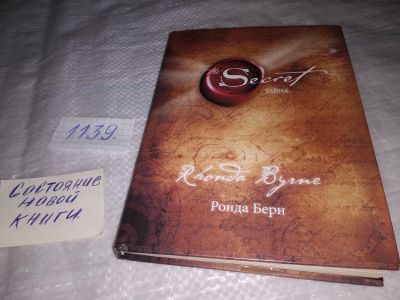 The Secret
ТАЙНА
Rhonda Byrne
Ронда Берн
1139.
Состояние
новой
книги.